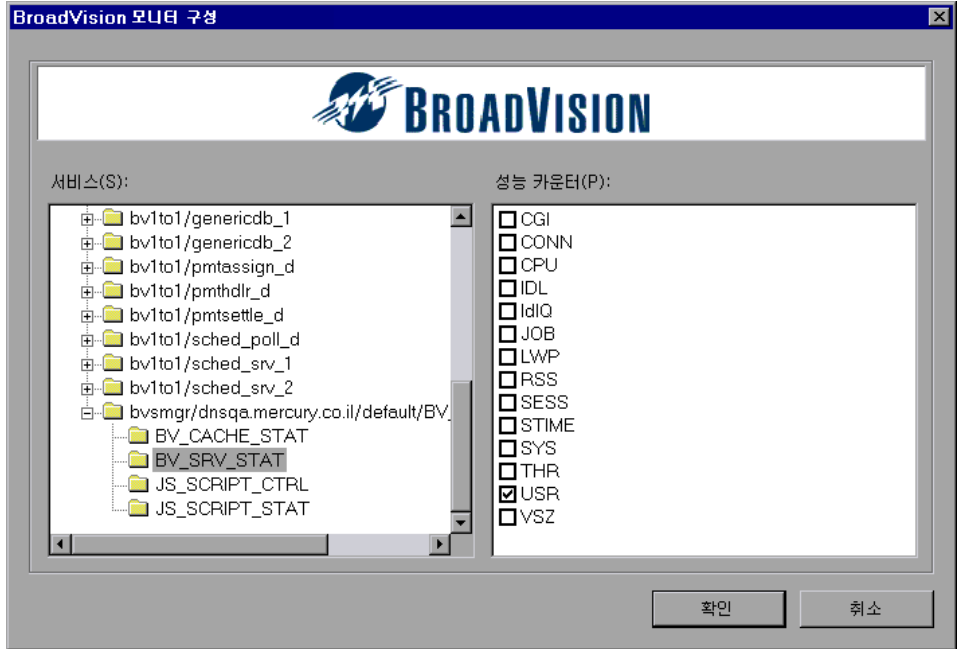 BroadVision 모니터 구성
BROADVISION
서비스(S):
bv1to1/genericdb_1
bv1to1/genericdb_2
bv1to1/pmtassign_d
bv1to1/pmthdlr_d
bv1to1/pmtsettle_d
bv1to1/sched_poll_d
bv1to1/sched_srv_1
bv1to1/sched_srv_2
bvsmgr/dnsqa.mercury.co.il/default/BV_
BV_CACHE_STAT
BV_SRV_STAT
JS_SCRIPT_CTRL
JS_SCRIPT_STAT
성능 카운터(P):
CGI
CONN
CPU
IDL
IdlQ
JOB
LWP
RSS
SESS
STIME
SYS
THR
USR
VSZ
확인
취소